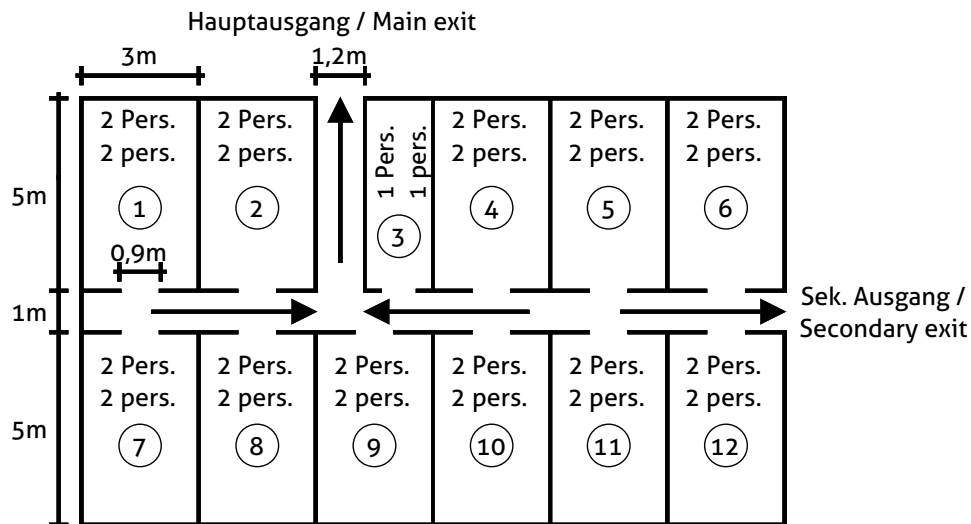 Hauptausgang / Main exit
3m
1,2m
2 Pers.
2 pers.
1
2 Pers.
2 pers.
2
1 Pers.
1 pers.
3
2 Pers.
2 pers.
4
2 Pers.
2 pers.
5
2 Pers.
2 pers.
6
5m
0,9m
1m
Sek. Ausgang /
Secondary exit
2 Pers.
2 pers.
7
2 Pers.
2 pers.
8
2 Pers.
2 pers.
9
2 Pers.
2 pers.
10
2 Pers.
2 pers.
11
2 Pers.
2 pers.
12
5m